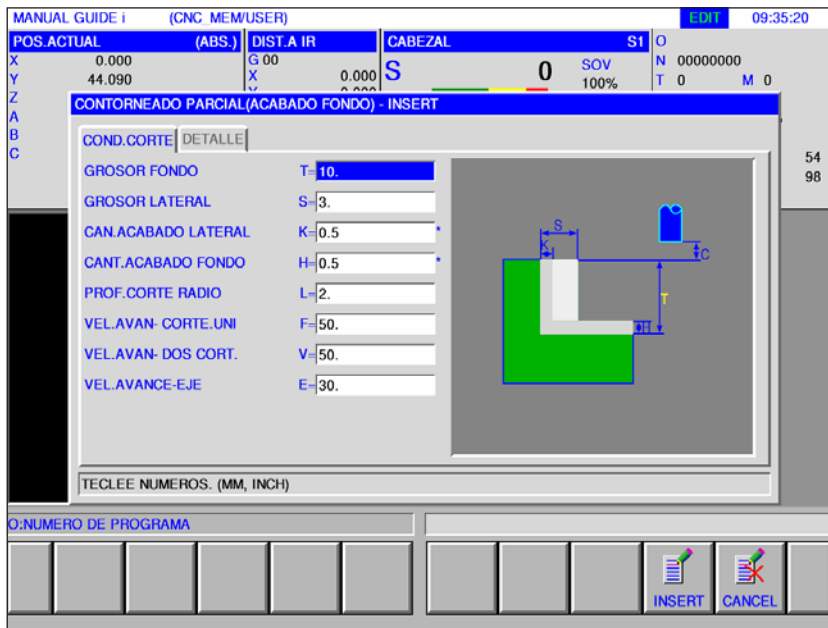 MANUAL GUIDE i (CNC_MEM/USER) EDIT 09:35:20
POS.ACTUAL (ABS.) DIST.A IR CABEZAL S1 O
X 0.000 G 00 N 00000000
Y 44.090 X 0.000 S 0 SOV 100% T 0 M 0
Z
A
B
C
54
98
CONTORNEADO PARCIAL(ACABADO FONDO) - INSERT
COND.CORTE DETALLE
GROSOR FONDO T=10.
GROSOR LATERAL S=3.
CAN.ACABADO LATERAL K=0.5 *
CANT.ACABADO FONDO H=0.5 *
PROF.CORTE RADIO L=2.
VEL.AVAN- CORTE.UNI F=50.
VEL.AVAN- DOS CORT. V=50.
VEL.AVANCE-EJE E=30.
S
K
C
T
H
TECLEE NUMEROS. (MM, INCH)
O:NUMERO DE PROGRAMA
INSERT CANCEL